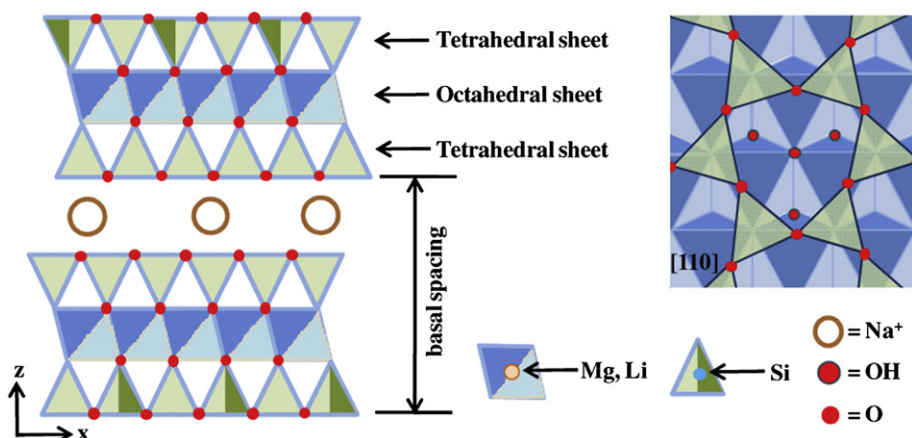 Tetrahedral sheet
Octahedral sheet
Tetrahedral sheet
basal spacing
[110]
z
x
Mg, Li
Si
= Na⁺
= OH
= O